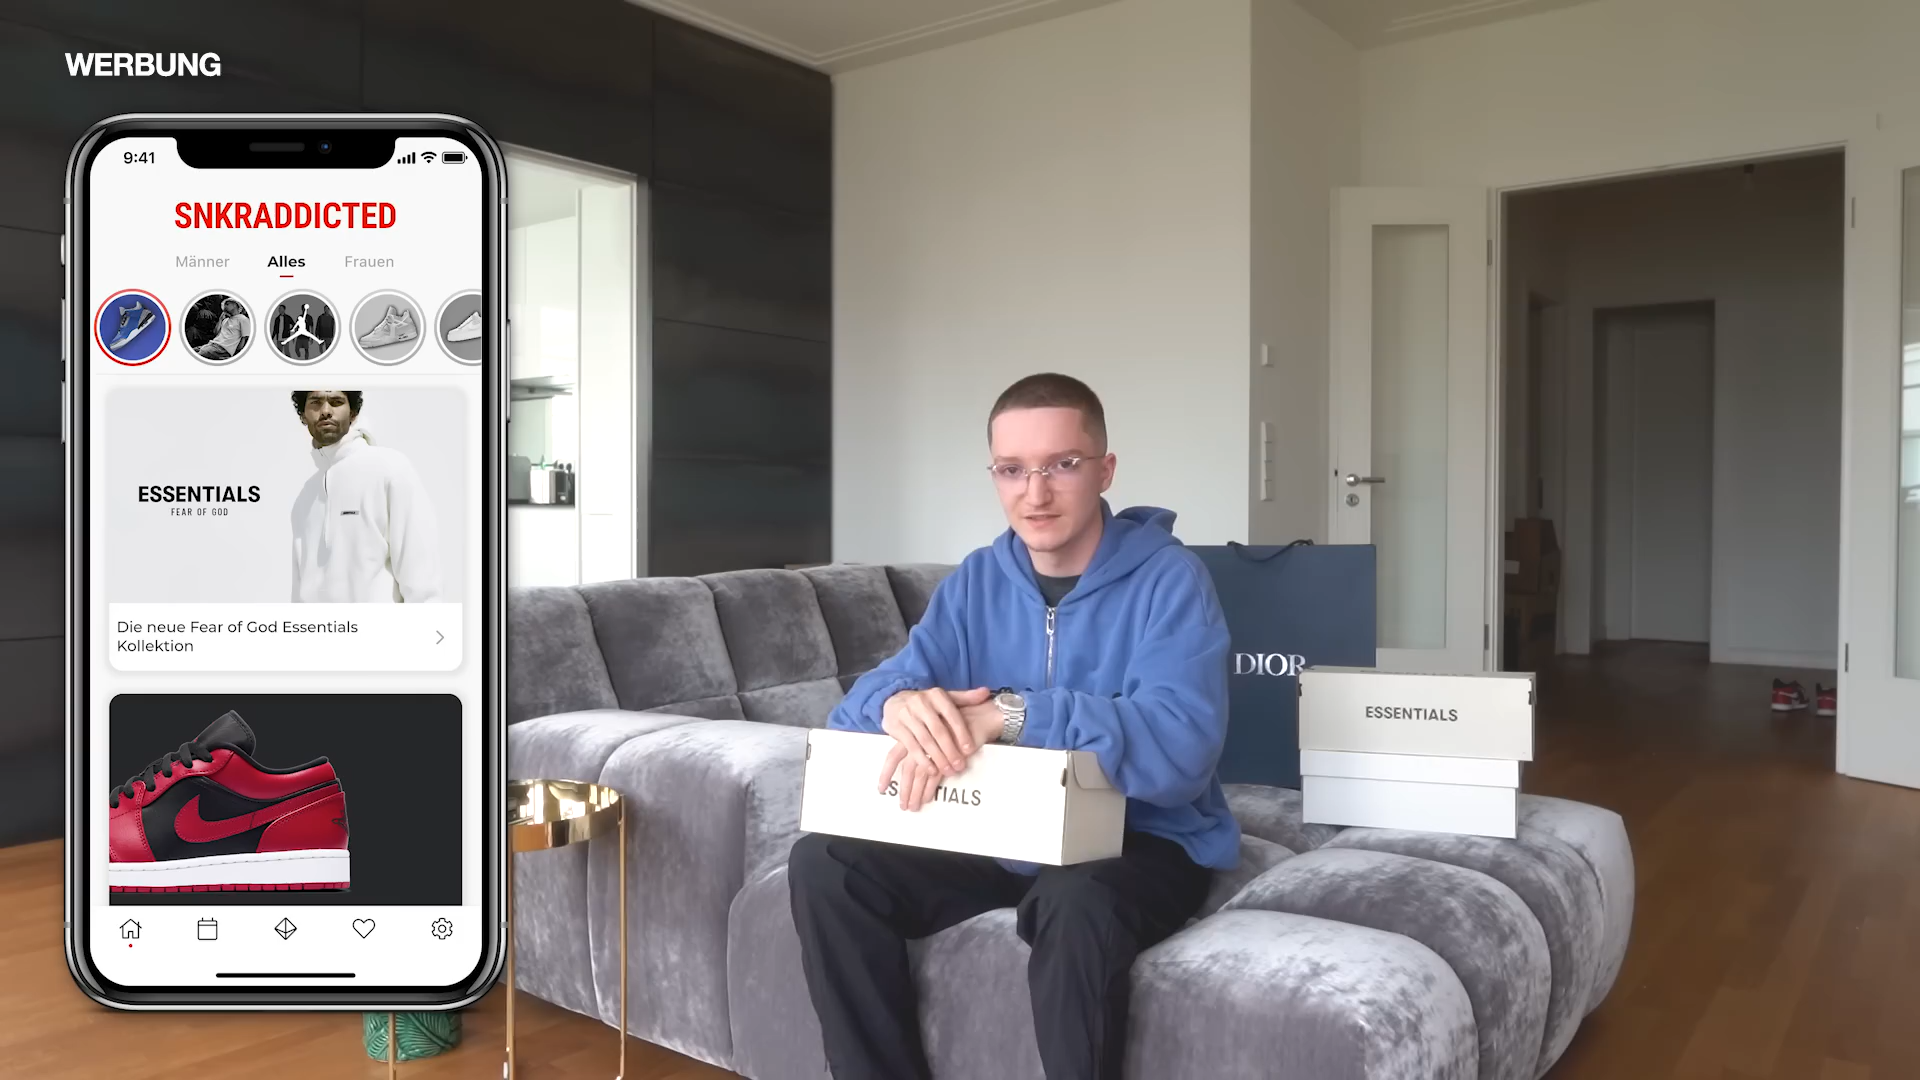 WERBUNG
9:41
SNKRADDICTED
Männer Alles Frauen
ESSENTIALS
FEAR OF GOD
Die neue Fear of God Essentials
Kollektion
DIOR
ESSENTIALS
ESSENTIALS